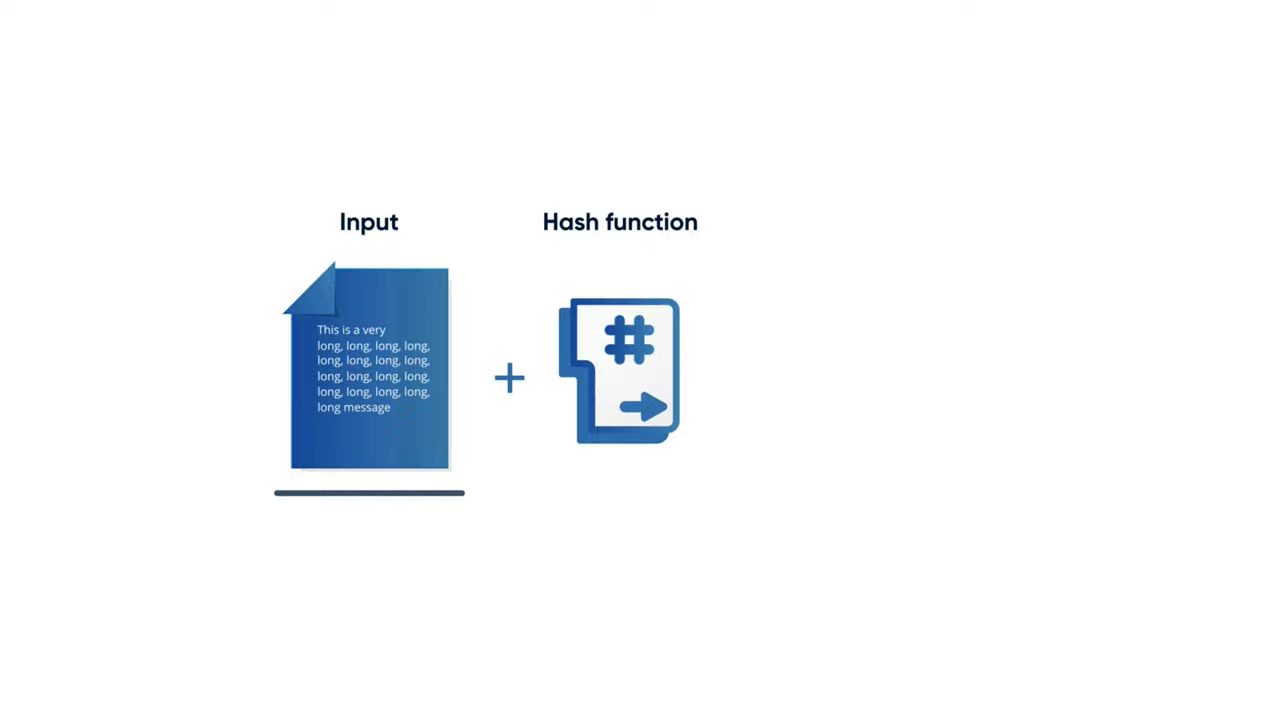 Input
Hash function
This is a very
long, long, long, long,
long, long, long, long,
long, long, long, long,
long, long, long, long,
long message
+
#